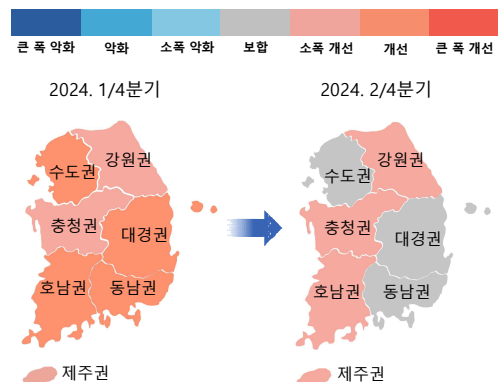 큰 폭 악화 악화 소폭 악화 보합 소폭 개선 개선 큰 폭 개선
2024. 1/4분기 2024. 2/4분기
수도권 강원권
충청권 대경권
호남권 동남권
제주권
수도권 강원권
충청권 대경권
호남권 동남권
제주권